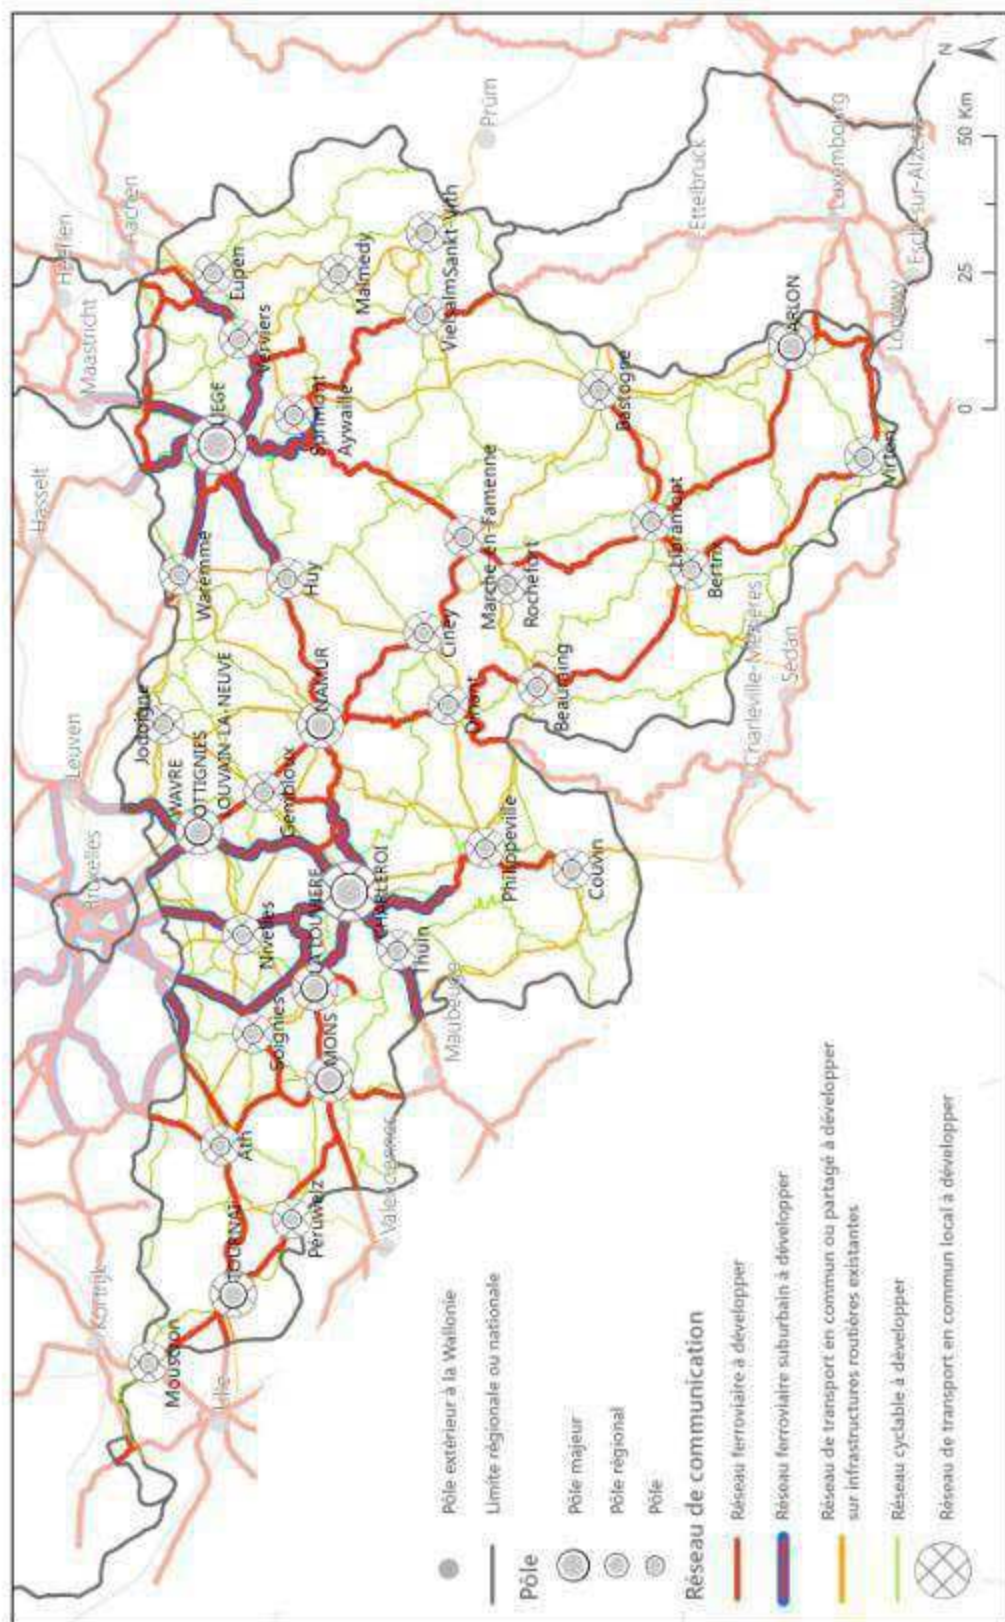 Heerlen
Aachen
Maastricht
Hasselt
Leuven
Bruxelles
Kortrijk
Lille
Valenciennes
Maubeuge
Charleville-Mézières
Sedan
Longwy
Esch-sur-Alzette
Luxembourg
Ettelbruck
Prüm
Mouscron
TOURNAI
Péruwelz
Ath
MONS
Soignies
LA LOUVIÈRE
Nivelles
Thuin
CHARLEROI
WAVRE
OTTIGNIES
LOUVAIN-LA-NEUVE
Jodoigne
Gembloux
NAMUR
Philippeville
Couvin
Dinant
Ciney
Beauraing
Rochefort
Marche-en-Famenne
Huy
Waremme
LIÈGE
Verviers
Eupen
Sprimont
Aywaille
Malmedy
Vielsalm
Sankt-Vith
Bastogne
Libramont
Bertrix
Virton
ARLON
N
0
25
50 Km
Pôle extérieur à la Wallonie
Limite régionale ou nationale
Pôle
Pôle majeur
Pôle régional
Pôle
Réseau de communication
Réseau ferroviaire à développer
Réseau ferroviaire suburbain à développer
Réseau de transport en commun ou partagé à développer
sur infrastructures routières existantes
Réseau cyclable à développer
Réseau de transport en commun local à développer